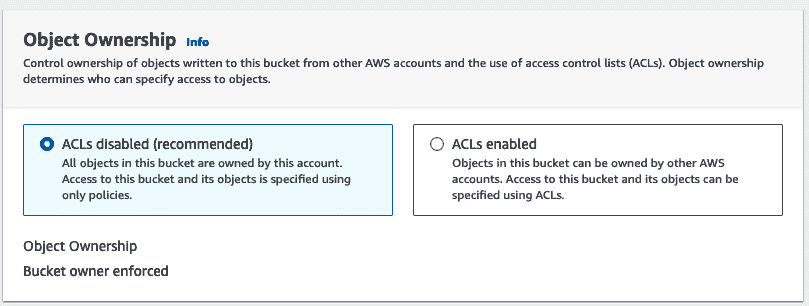 Object Ownership Info
Control ownership of objects written to this bucket from other AWS accounts and the use of access control lists (ACLs). Object ownership
determines who can specify access to objects.
ACLs disabled (recommended)
All objects in this bucket are owned by this account.
Access to this bucket and its objects is specified using
only policies.
ACLs enabled
Objects in this bucket can be owned by other AWS
accounts. Access to this bucket and its objects can be
specified using ACLs.
Object Ownership
Bucket owner enforced